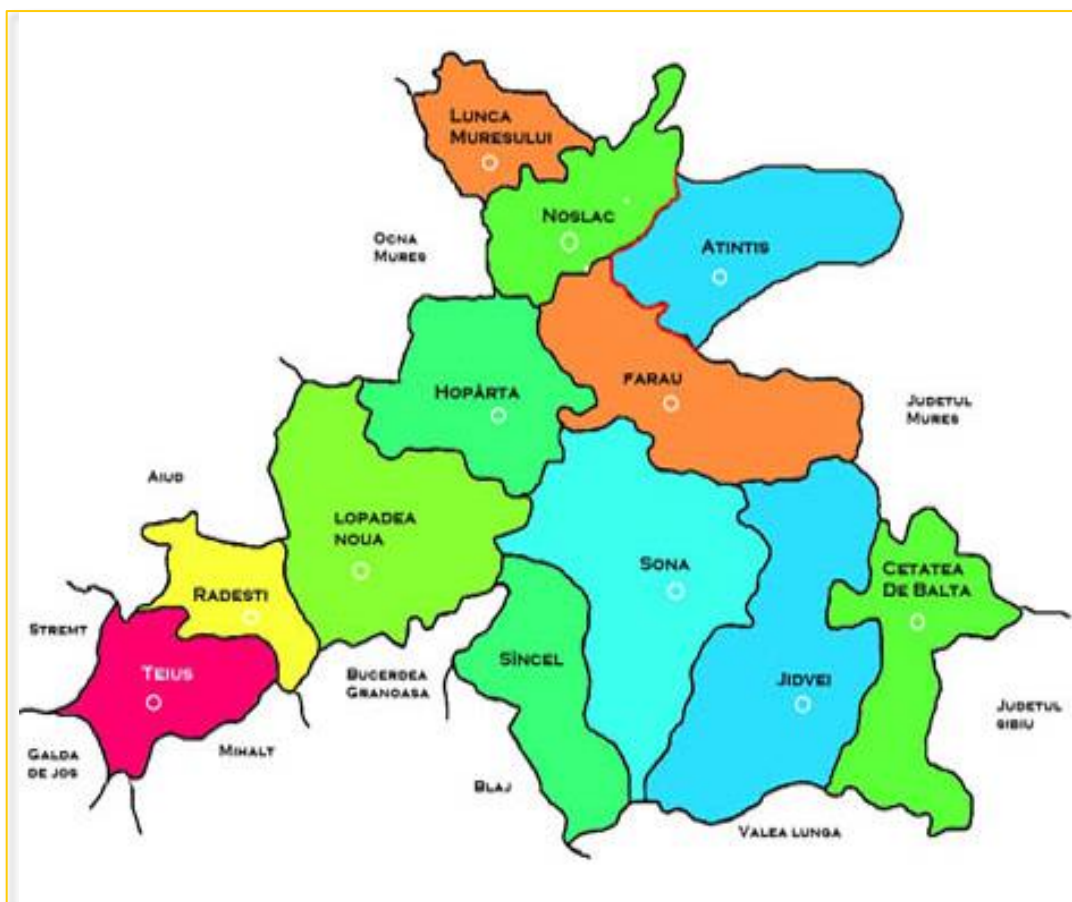 LUNCA
MURESULUI
NOSLAC
OCNA
MURES
ATINTIS
HOPÂRTA
FARAU
JUDETUL
MURES
AIUD
LOPADEA
NOUA
SONA
CETATEA
DE BALTA
RADESTI
STREMT
TEIUS
BUCERDEA
GRANOASA
SÎNCEL
JIDVEI
JUDETUL
SIBIU
GALDA
DE JOS
MIHALT
BLAJ
VALEA LUNGA